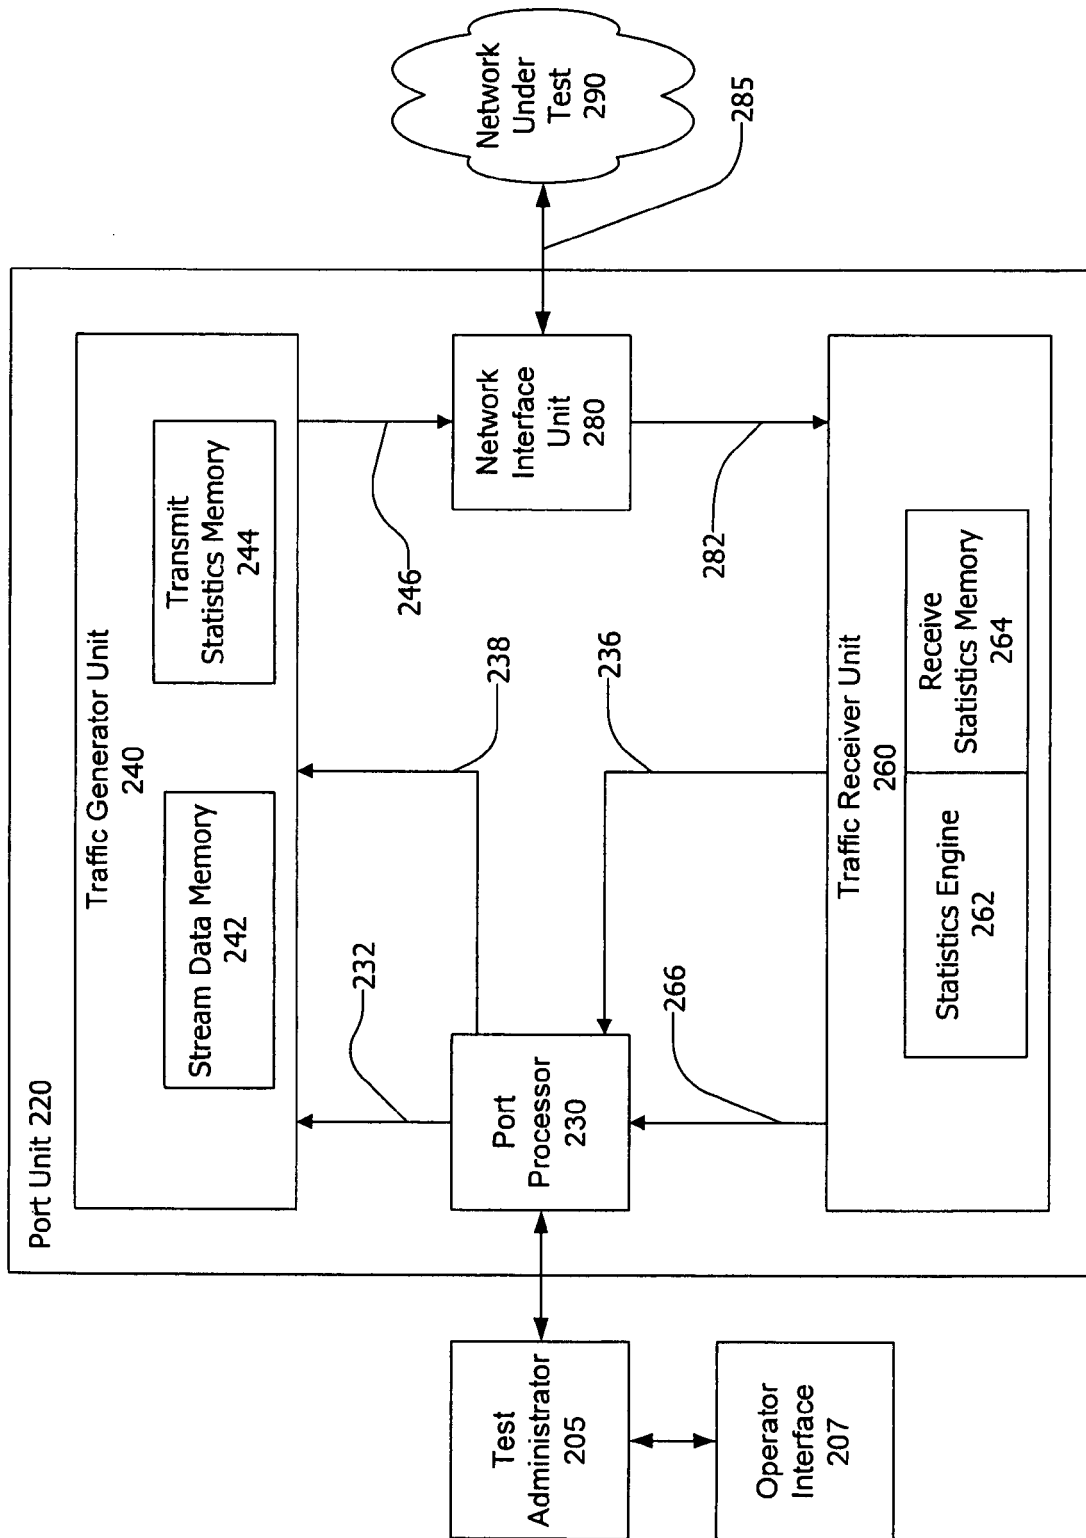 Port Unit 220
Traffic Generator Unit
240
Stream Data Memory
242
Transmit
Statistics Memory
244
232
238
246
Test
Administrator
205
Port
Processor
230
Network
Interface
Unit
280
Network
Under
Test
290
285
266
236
282
Operator
Interface
207
Traffic Receiver Unit
260
Statistics Engine
262
Receive
Statistics Memory
264